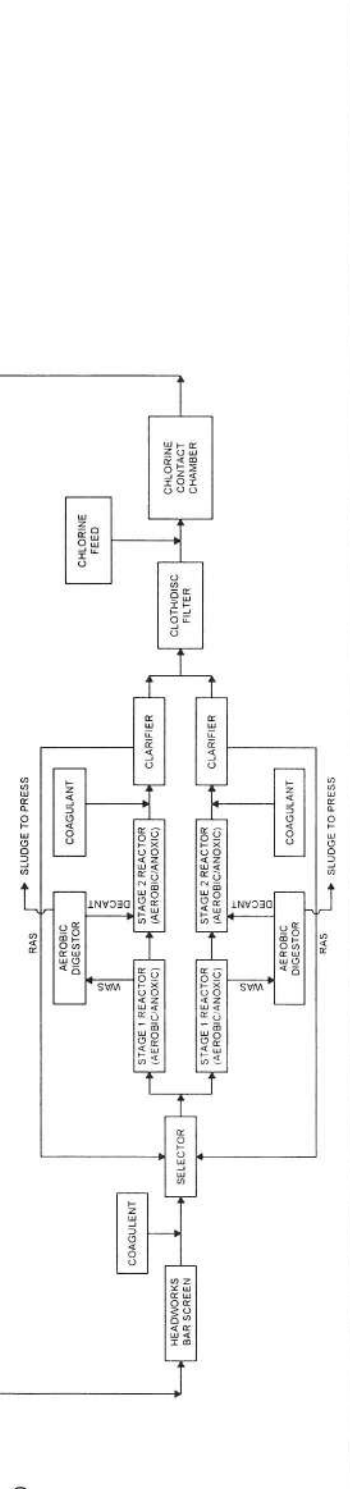 HEADWORKS
BAR SCREEN
COAGULENT
SELECTOR
RAS
SLUDGE TO PRESS
AEROBIC
DIGESTOR
WAS
DECANT
STAGE 1 REACTOR
(AEROBIC/ANOXIC)
STAGE 2 REACTOR
(AEROBIC/ANOXIC)
COAGULANT
CLARIFIER
STAGE 1 REACTOR
(AEROBIC/ANOXIC)
STAGE 2 REACTOR
(AEROBIC/ANOXIC)
CLARIFIER
WAS
DECANT
AEROBIC
DIGESTOR
COAGULANT
RAS
SLUDGE TO PRESS
CLOTH/DISC
FILTER
CHLORINE
FEED
CHLORINE
CONTACT
CHAMBER